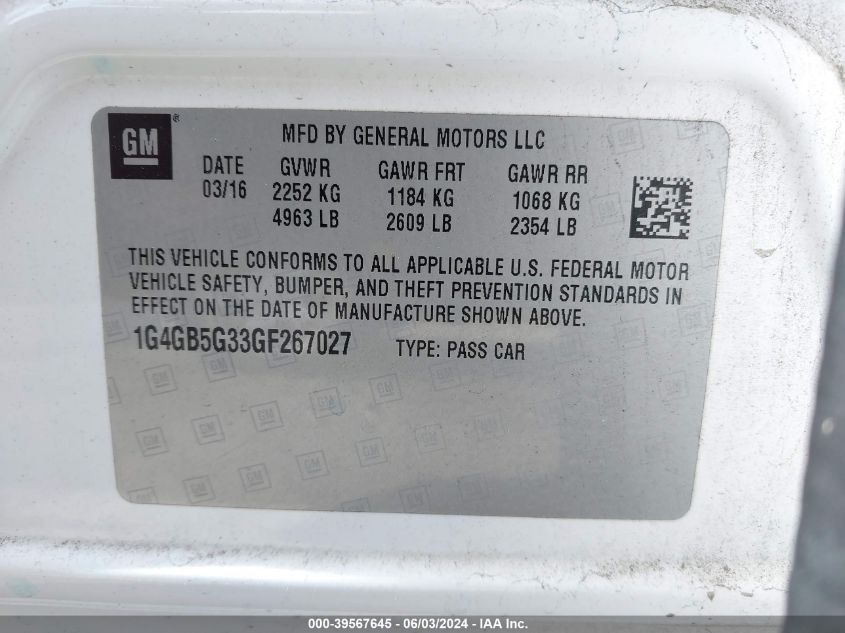 GM ®
MFD BY GENERAL MOTORS LLC
DATE GVWR GAWR FRT GAWR RR
03/16 2252 KG 1184 KG 1068 KG
4963 LB 2609 LB 2354 LB
THIS VEHICLE CONFORMS TO ALL APPLICABLE U.S. FEDERAL MOTOR
VEHICLE SAFETY, BUMPER, AND THEFT PREVENTION STANDARDS IN
EFFECT ON THE DATE OF MANUFACTURE SHOWN ABOVE.
1G4GB5G33GF267027 TYPE: PASS CAR
000-39567645 - 06/03/2024 - IAA Inc.